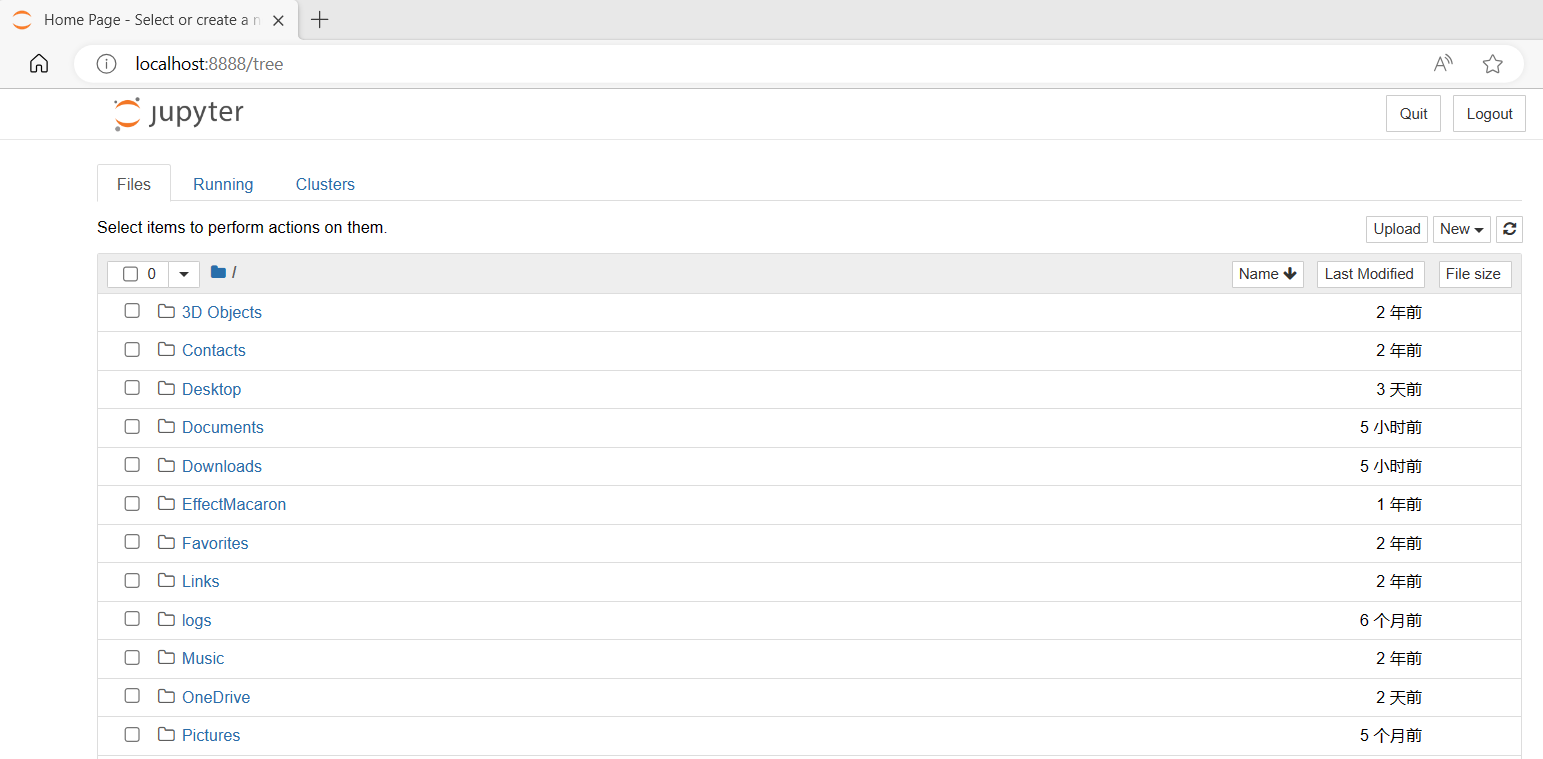 Home Page - Select or create a n
localhost:8888/tree
jupyter
Quit Logout
Files Running Clusters
Select items to perform actions on them.
Upload New
0 / Name Last Modified File size
3D Objects 2 年前
Contacts 2 年前
Desktop 3 天前
Documents 5 小时前
Downloads 5 小时前
EffectMacaron 1 年前
Favorites 2 年前
Links 2 年前
logs 6 个月前
Music 2 年前
OneDrive 2 天前
Pictures 5 个月前